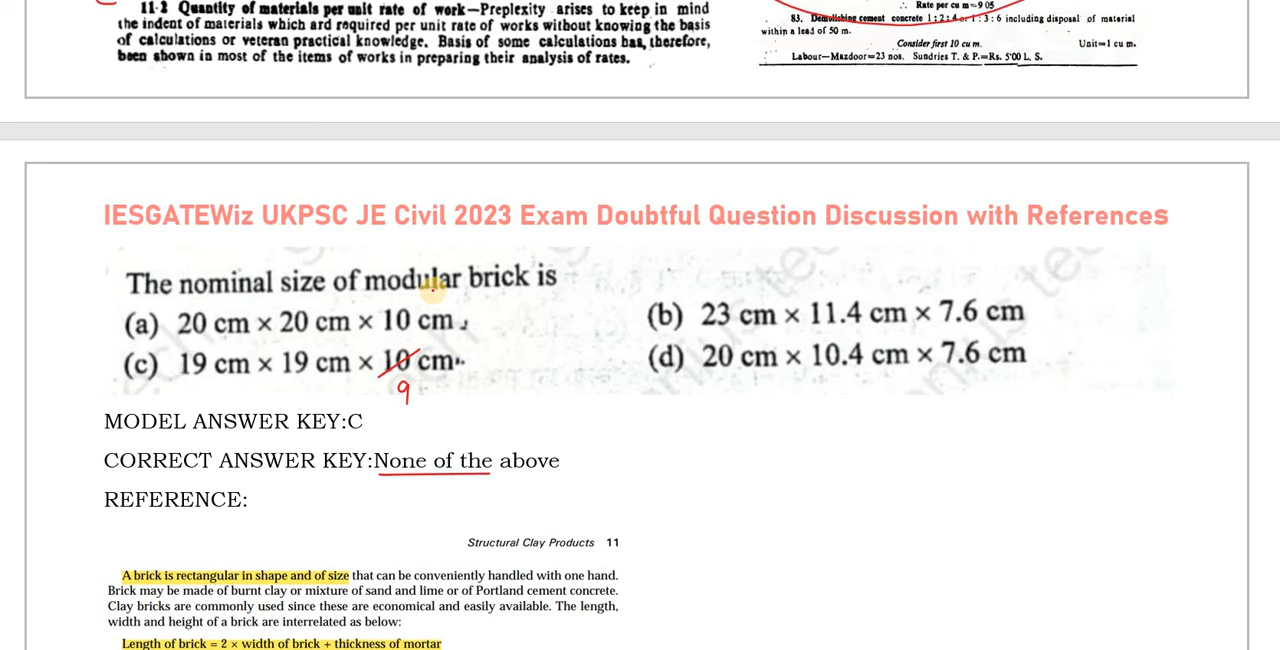 11·2 Quantity of materials per unit rate of work—Preplexity arises to keep in mind
the indent of materials which ard required per unit rate of works without knowing the basis
of calculations or veteran practical knowledge. Basis of some calculations has, therefore,
been shown in most of the items of works in preparing their analysis of rates.
∴ Rate per cu m=9 05
83. Demolishing cement concrete 1:2:4 or 1:3:6 including disposal of material
within a lead of 50 m.
Consider first 10 cu m. Unit=1 cu m.
Labour—Mazdoor=23 nos. Sundries T. & P.=Rs. 5'00 L. S.
IESGATEWiz UKPSC JE Civil 2023 Exam Doubtful Question Discussion with References
The nominal size of modular brick is
(a) 20 cm × 20 cm × 10 cm (b) 23 cm × 11.4 cm × 7.6 cm
(c) 19 cm × 19 cm × 10 cm (d) 20 cm × 10.4 cm × 7.6 cm
9
MODEL ANSWER KEY:C
CORRECT ANSWER KEY:None of the above
REFERENCE:
Structural Clay Products 11
A brick is rectangular in shape and of size that can be conveniently handled with one hand.
Brick may be made of burnt clay or mixture of sand and lime or of Portland cement concrete.
Clay bricks are commonly used since these are economical and easily available. The length,
width and height of a brick are interrelated as below:
Length of brick = 2 × width of brick + thickness of mortar